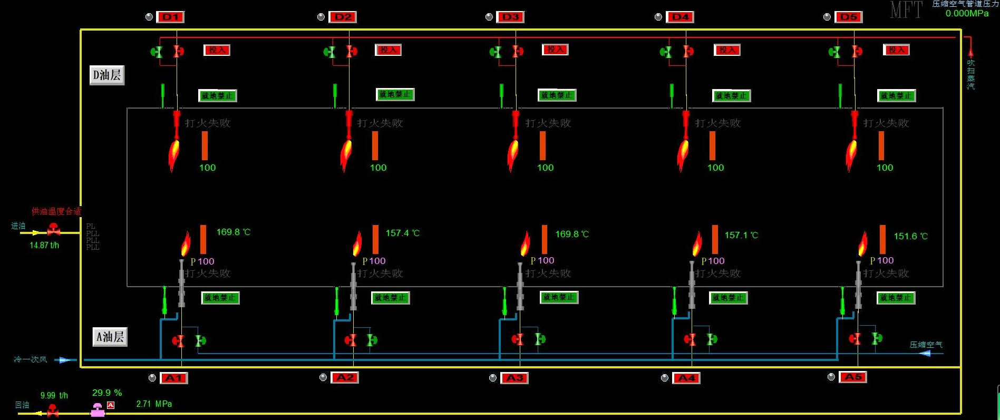 D1
D2
D3
D4
D5
MFT
压缩空气管道压力
0.000MPa
投入
投入
投入
投入
投入
吹扫蒸汽
D油层
就地禁止
就地禁止
就地禁止
就地禁止
就地禁止
打火失败
打火失败
打火失败
打火失败
打火失败
100
100
100
100
100
供油温度合适
进油
14.87 t/h
PL
PLL
PLL
PLL
169.8 ℃
157.4 ℃
169.8 ℃
157.1 ℃
151.6 ℃
P 100
P 100
P 100
P 100
P 100
打火失败
打火失败
打火失败
打火失败
打火失败
就地禁止
就地禁止
就地禁止
就地禁止
就地禁止
A油层
压缩空气
冷一次风
A1
A2
A3
A4
A5
9.99 t/h
29.9 %
A
2.71 MPa
回油